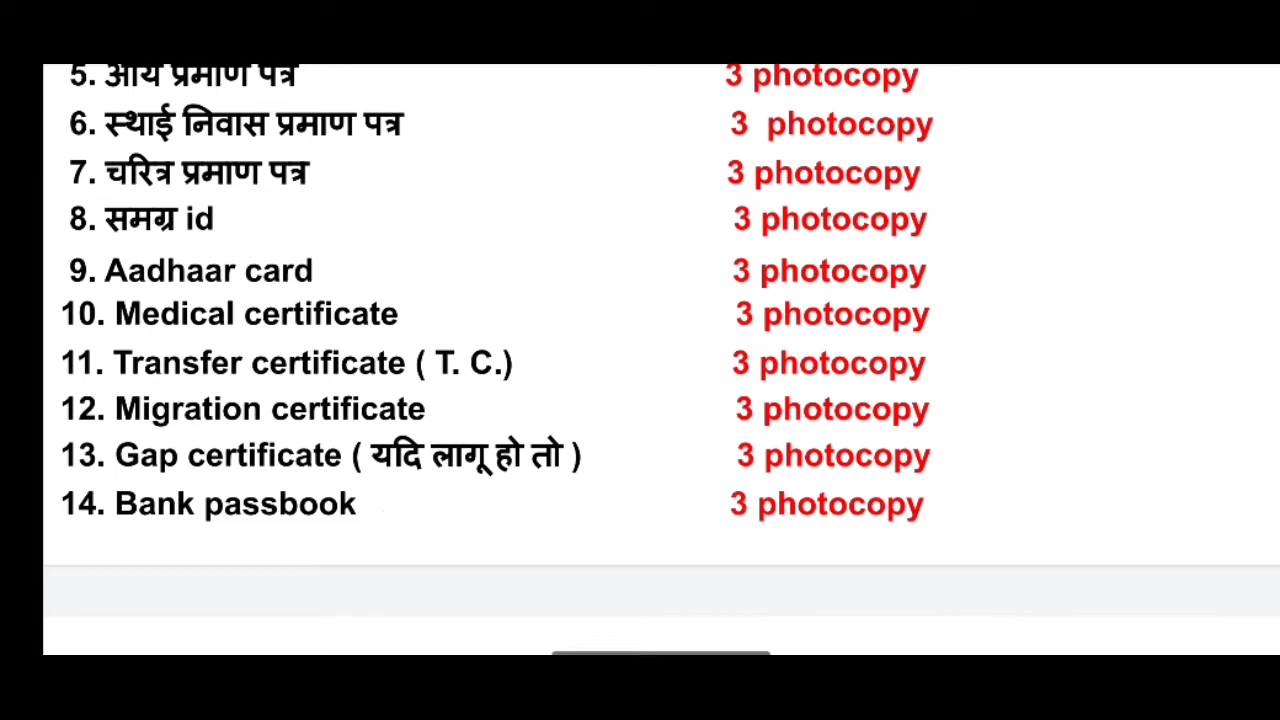 5. आय प्रमाण पत्र 3 photocopy
6. स्थाई निवास प्रमाण पत्र 3 photocopy
7. चरित्र प्रमाण पत्र 3 photocopy
8. समग्र id 3 photocopy
9. Aadhaar card 3 photocopy
10. Medical certificate 3 photocopy
11. Transfer certificate ( T. C.) 3 photocopy
12. Migration certificate 3 photocopy
13. Gap certificate ( यदि लागू हो तो ) 3 photocopy
14. Bank passbook 3 photocopy